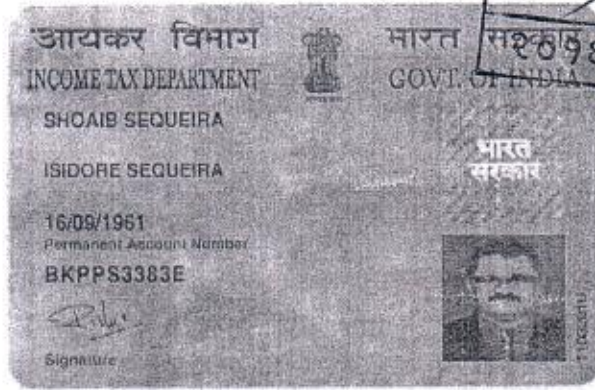 आयकर विभाग
INCOME TAX DEPARTMENT
भारत सरकार
GOVT. OF INDIA
SHOAIB SEQUEIRA
ISIDORE SEQUEIRA
भारत
सरकार
16/09/1961
Permanent Account Number
BKPPS3383E
Signature